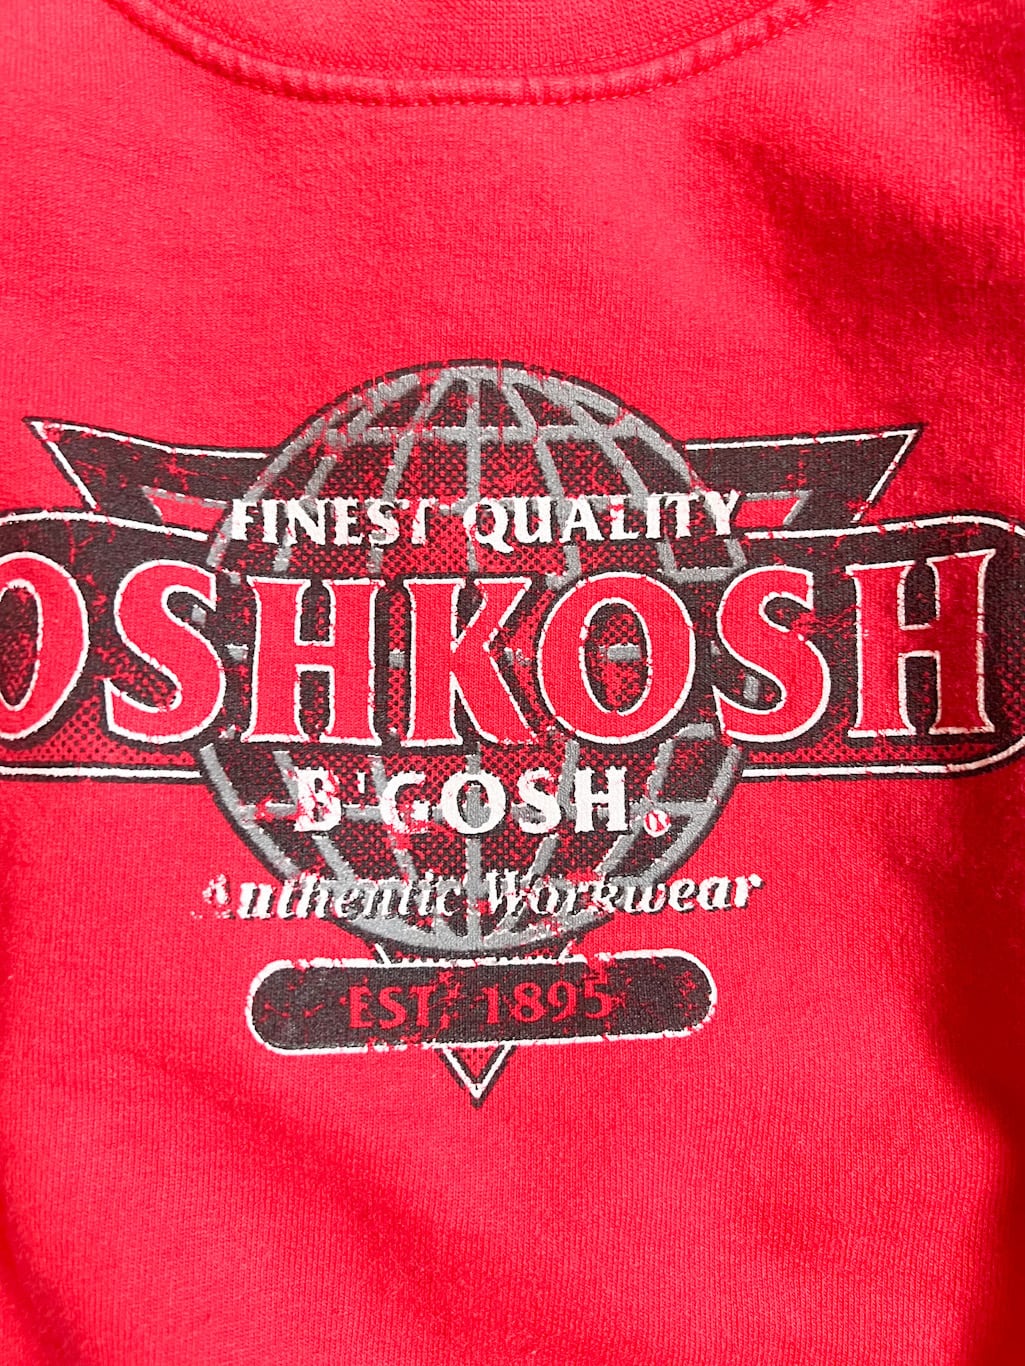 FINEST QUALITY
OSHKOSH
B'GOSH®
Authentic Workwear
EST. 1895